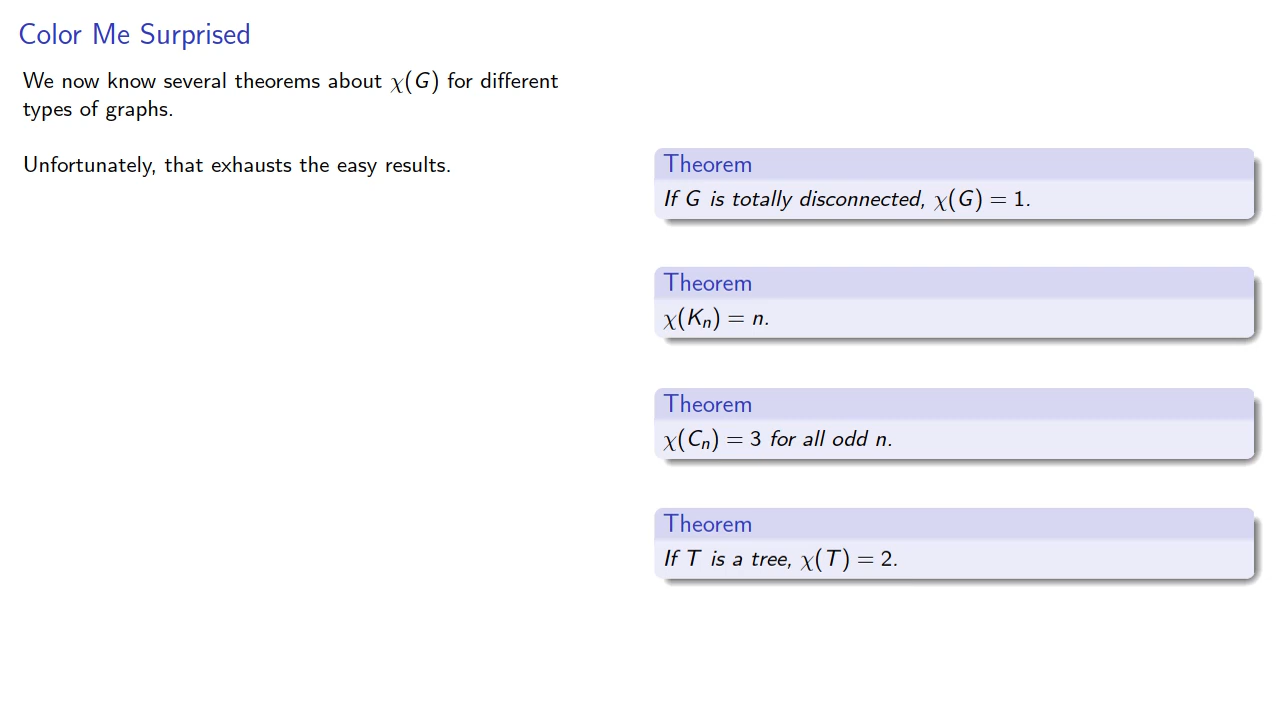 Color Me Surprised
We now know several theorems about χ(G) for different
types of graphs.
Unfortunately, that exhausts the easy results.
Theorem
If G is totally disconnected, χ(G) = 1.
Theorem
χ(Kₙ) = n.
Theorem
χ(Cₙ) = 3 for all odd n.
Theorem
If T is a tree, χ(T) = 2.